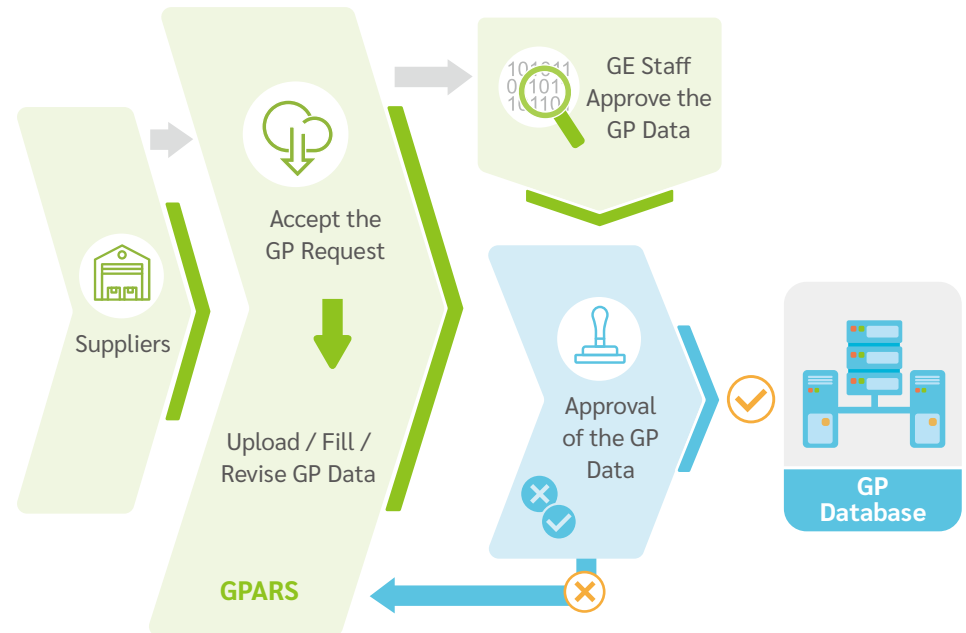 Suppliers
Accept the
GP Request
Upload / Fill /
Revise GP Data
GPARS
101011
GE Staff
Approve the
GP Data
Approval
of the GP
Data
GP
Database